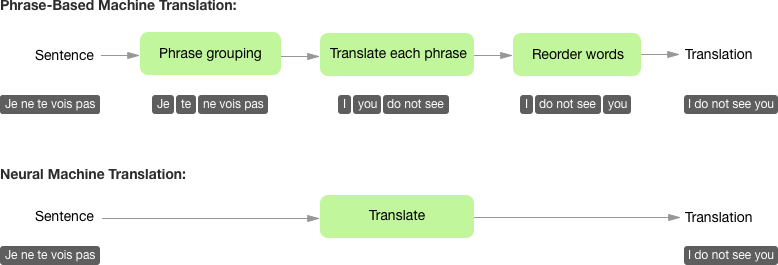 Phrase-Based Machine Translation:
Sentence Phrase grouping Translate each phrase Reorder words Translation
Je ne te vois pas Je te ne vois pas I you do not see I do not see you I do not see you
Neural Machine Translation:
Sentence Translate Translation
Je ne te vois pas I do not see you